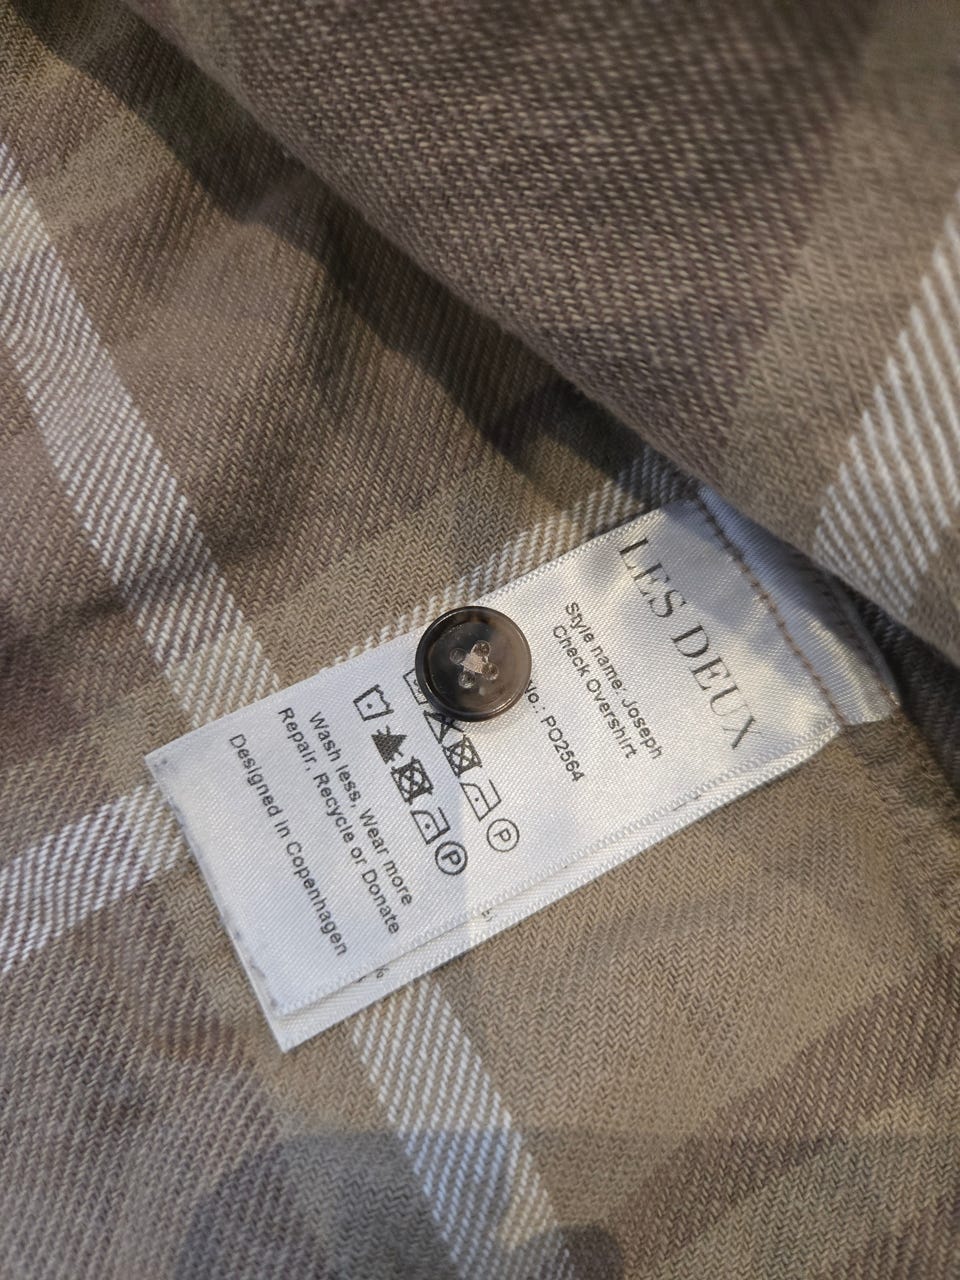 LES DEUX
Style name: Joseph
Check Overshirt
No.: PO2564
P
P
Wash less, Wear more
Repair, Recycle or Donate
Designed in Copenhagen
%